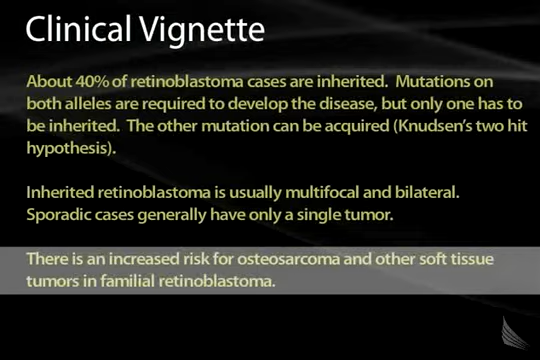 Clinical Vignette
About 40% of retinoblastoma cases are inherited. Mutations on
both alleles are required to develop the disease, but only one has to
be inherited. The other mutation can be acquired (Knudsen's two hit
hypothesis).
Inherited retinoblastoma is usually multifocal and bilateral.
Sporadic cases generally have only a single tumor.
There is an increased risk for osteosarcoma and other soft tissue
tumors in familial retinoblastoma.